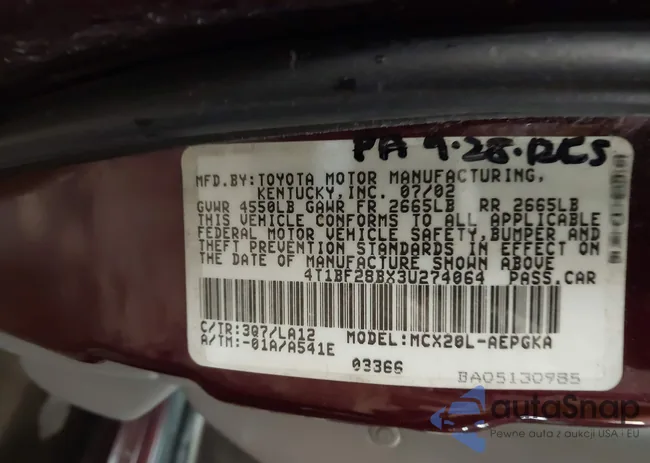 PA 9·28·DCS
MFD.BY:TOYOTA MOTOR MANUFACTURING,
KENTUCKY,INC. 07/02
GVWR 4550LB GAWR FR 2665LB RR 2665LB
THIS VEHICLE CONFORMS TO ALL APPLICABLE
FEDERAL MOTOR VEHICLE SAFETY,BUMPER AND
THEFT PREVENTION STANDARDS IN EFFECT ON
THE DATE OF MANUFACTURE SHOWN ABOVE
4T1BF28BX3U274064 PASS.CAR
C/TR:3Q7/LA12 MODEL:MCX20L-AEPGKA
A/TM:-01A/A541E
03366
BA05130985
autaSnap
Pewne auta z aukcji USA i EU